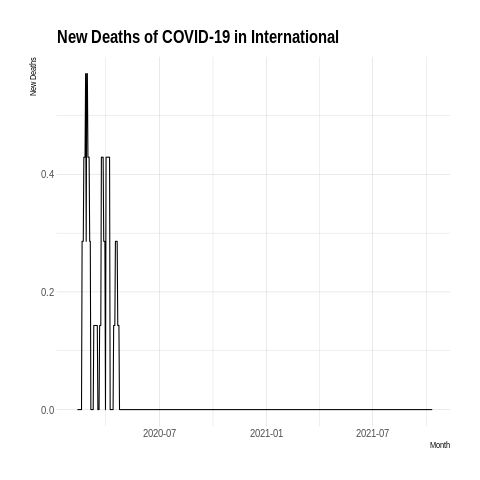 New Deaths of COVID-19 in International
New Deaths
0.4
0.2
0.0
2020-07 2021-01 2021-07
Month